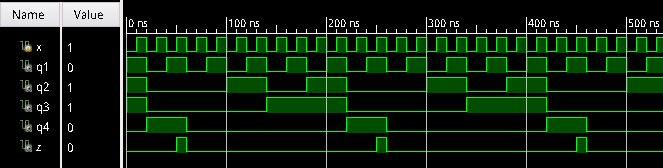 Name Value 0 ns 100 ns 200 ns 300 ns 400 ns 500 ns
x 1
q1 0
q2 1
q3 1
q4 0
z 0